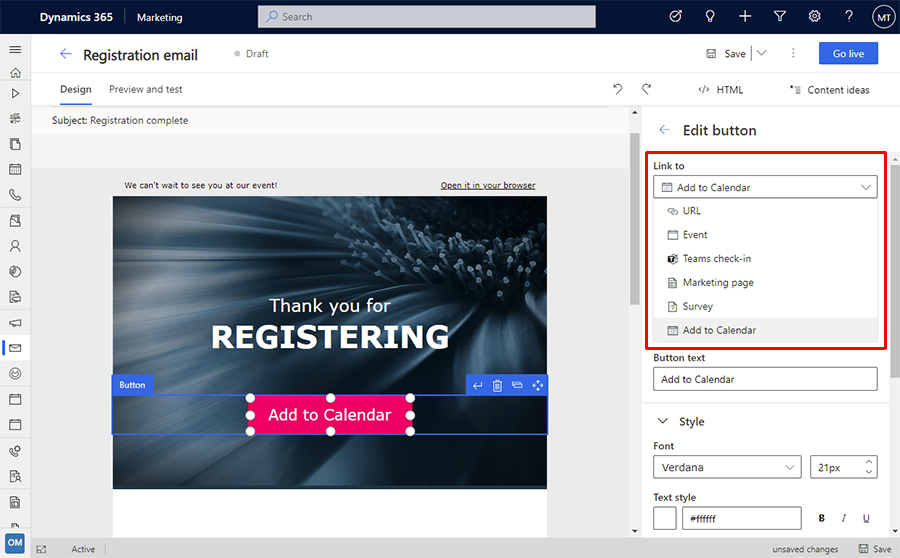 Dynamics 365 Marketing Search MT
Registration email Draft Save Go live
Design Preview and test HTML Content ideas
Subject: Registration complete
Edit button
We can't wait to see you at our event! Open it in your browser
Thank you for
REGISTERING
Button
Add to Calendar
Link to
Add to Calendar
URL
Event
Teams check-in
Marketing page
Survey
Add to Calendar
Button text
Add to Calendar
Style
Font
Verdana 21px
Text style
#ffffff B I U
OM Active unsaved changes Save